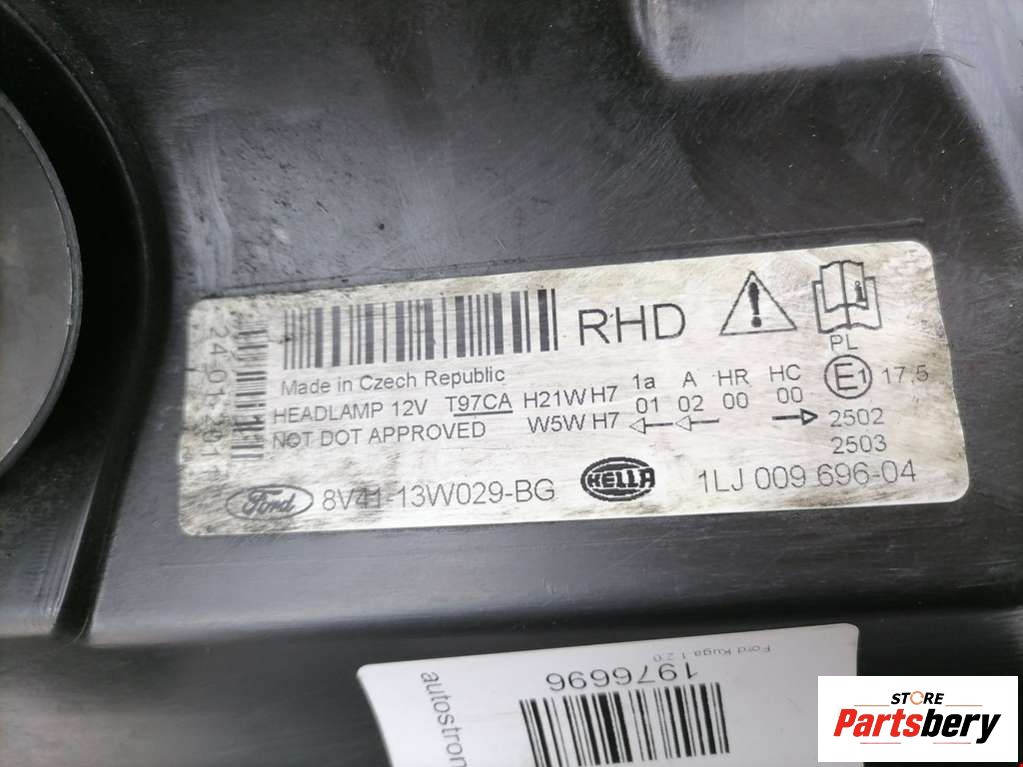 RHD
Made in Czech Republic
HEADLAMP 12V T97CA H21W H7 1a A HR HC E1 17,5
NOT DOT APPROVED W5W H7 01 02 00 00 2502
2503
PL
Ford 8V41-13W029-BG HELLA 1LJ 009 696-04
Ford Kuga 1 2.0
1976696
STORE
Partsbery